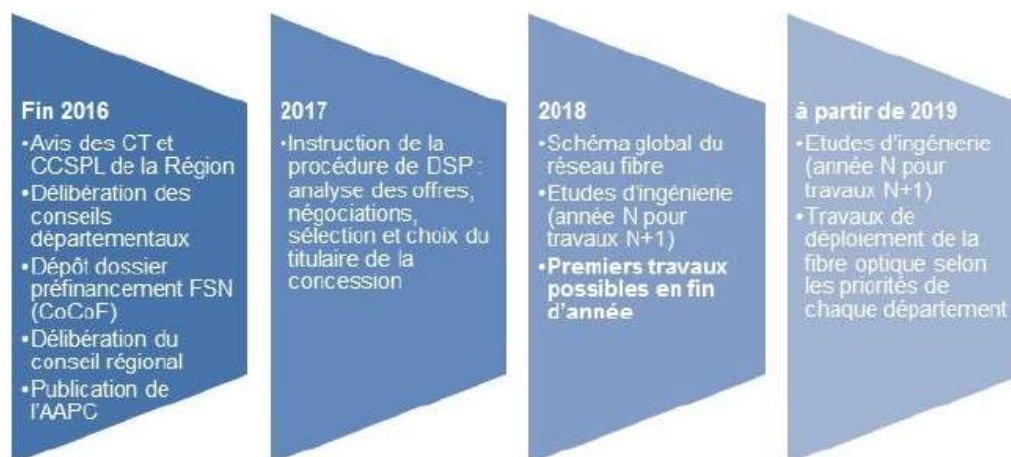 Fin 2016
•Avis des CT et
CCSPL de la Région
•Délibération des
conseils
départementaux
•Dépôt dossier
préfinancement FSN
(CoCoF)
•Délibération du
conseil régional
•Publication de
l'AAPC
2017
•Instruction de la
procédure de DSP :
analyse des offres,
négociations,
sélection et choix du
titulaire de la
concession
2018
•Schéma global du
réseau fibre
•Etudes d'ingénierie
(année N pour
travaux N+1)
•Premiers travaux
possibles en fin
d'année
à partir de 2019
•Etudes d'ingénierie
(année N pour
travaux N+1)
•Travaux de
déploiement de la
fibre optique selon
les priorités de
chaque département